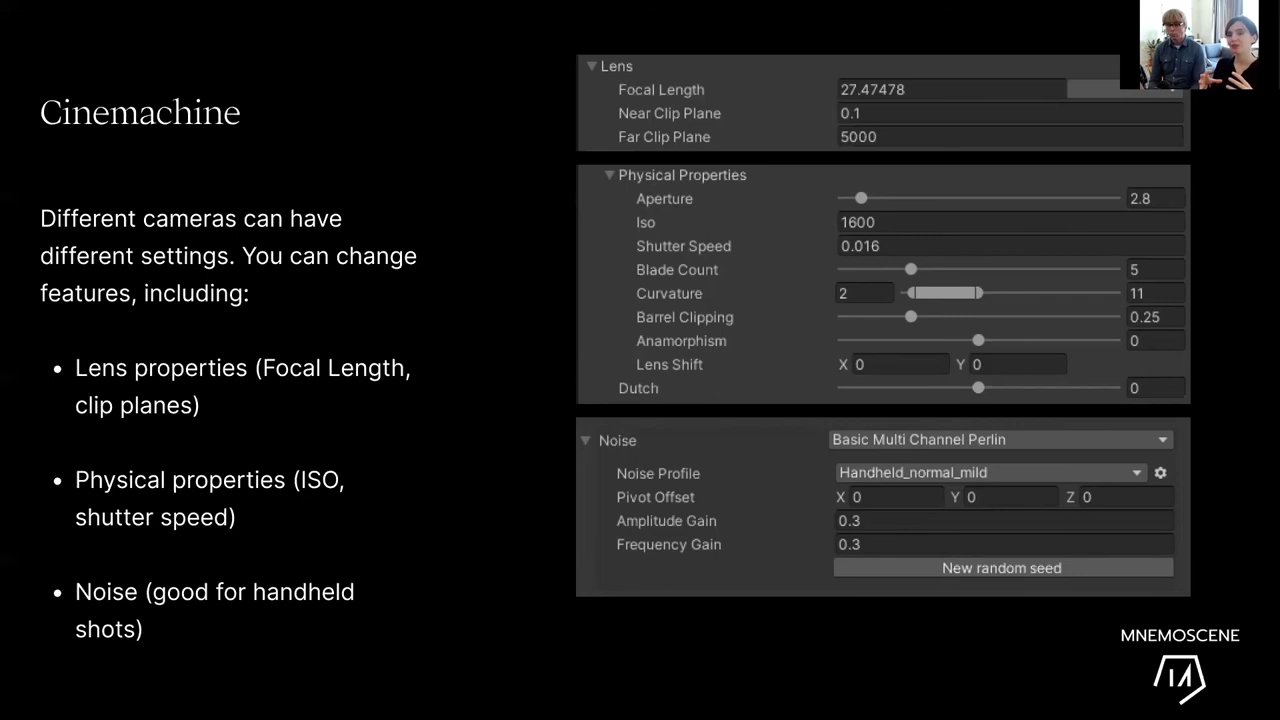 Cinemachine
Different cameras can have
different settings. You can change
features, including:
• Lens properties (Focal Length,
clip planes)
• Physical properties (ISO,
shutter speed)
• Noise (good for handheld
shots)
Lens
Focal Length 27.47478
Near Clip Plane 0.1
Far Clip Plane 5000
Physical Properties
Aperture 2.8
Iso 1600
Shutter Speed 0.016
Blade Count 5
Curvature 2 11
Barrel Clipping 0.25
Anamorphism 0
Lens Shift X 0 Y 0
Dutch 0
Noise Basic Multi Channel Perlin
Noise Profile Handheld_normal_mild
Pivot Offset X 0 Y 0 Z 0
Amplitude Gain 0.3
Frequency Gain 0.3
New random seed
MNEMOSCENE